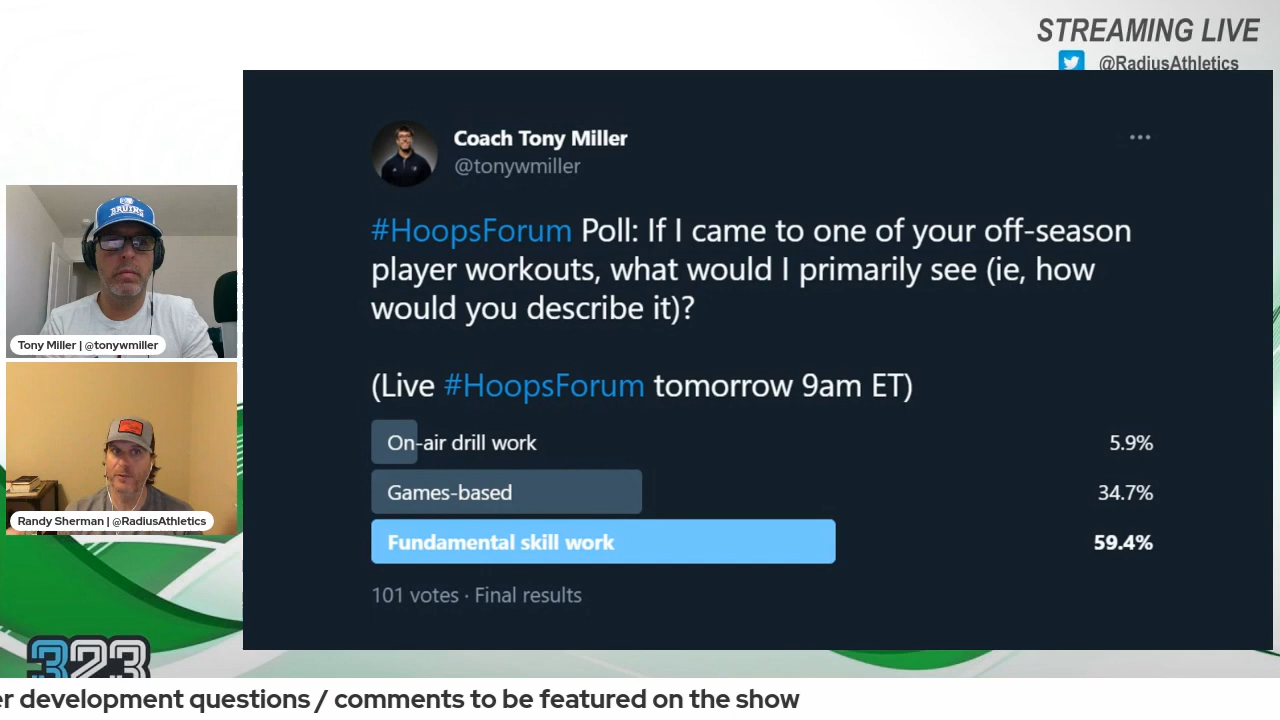 STREAMING LIVE
@RadiusAthletics
Coach Tony Miller
@tonywmiller
#HoopsForum Poll: If I came to one of your off-season
player workouts, what would I primarily see (ie, how
would you describe it)?
(Live #HoopsForum tomorrow 9am ET)
On-air drill work 5.9%
Games-based 34.7%
Fundamental skill work 59.4%
101 votes · Final results
BRUINS
Tony Miller | @tonywmiller
Randy Sherman | @RadiusAthletics
323
er development questions / comments to be featured on the show